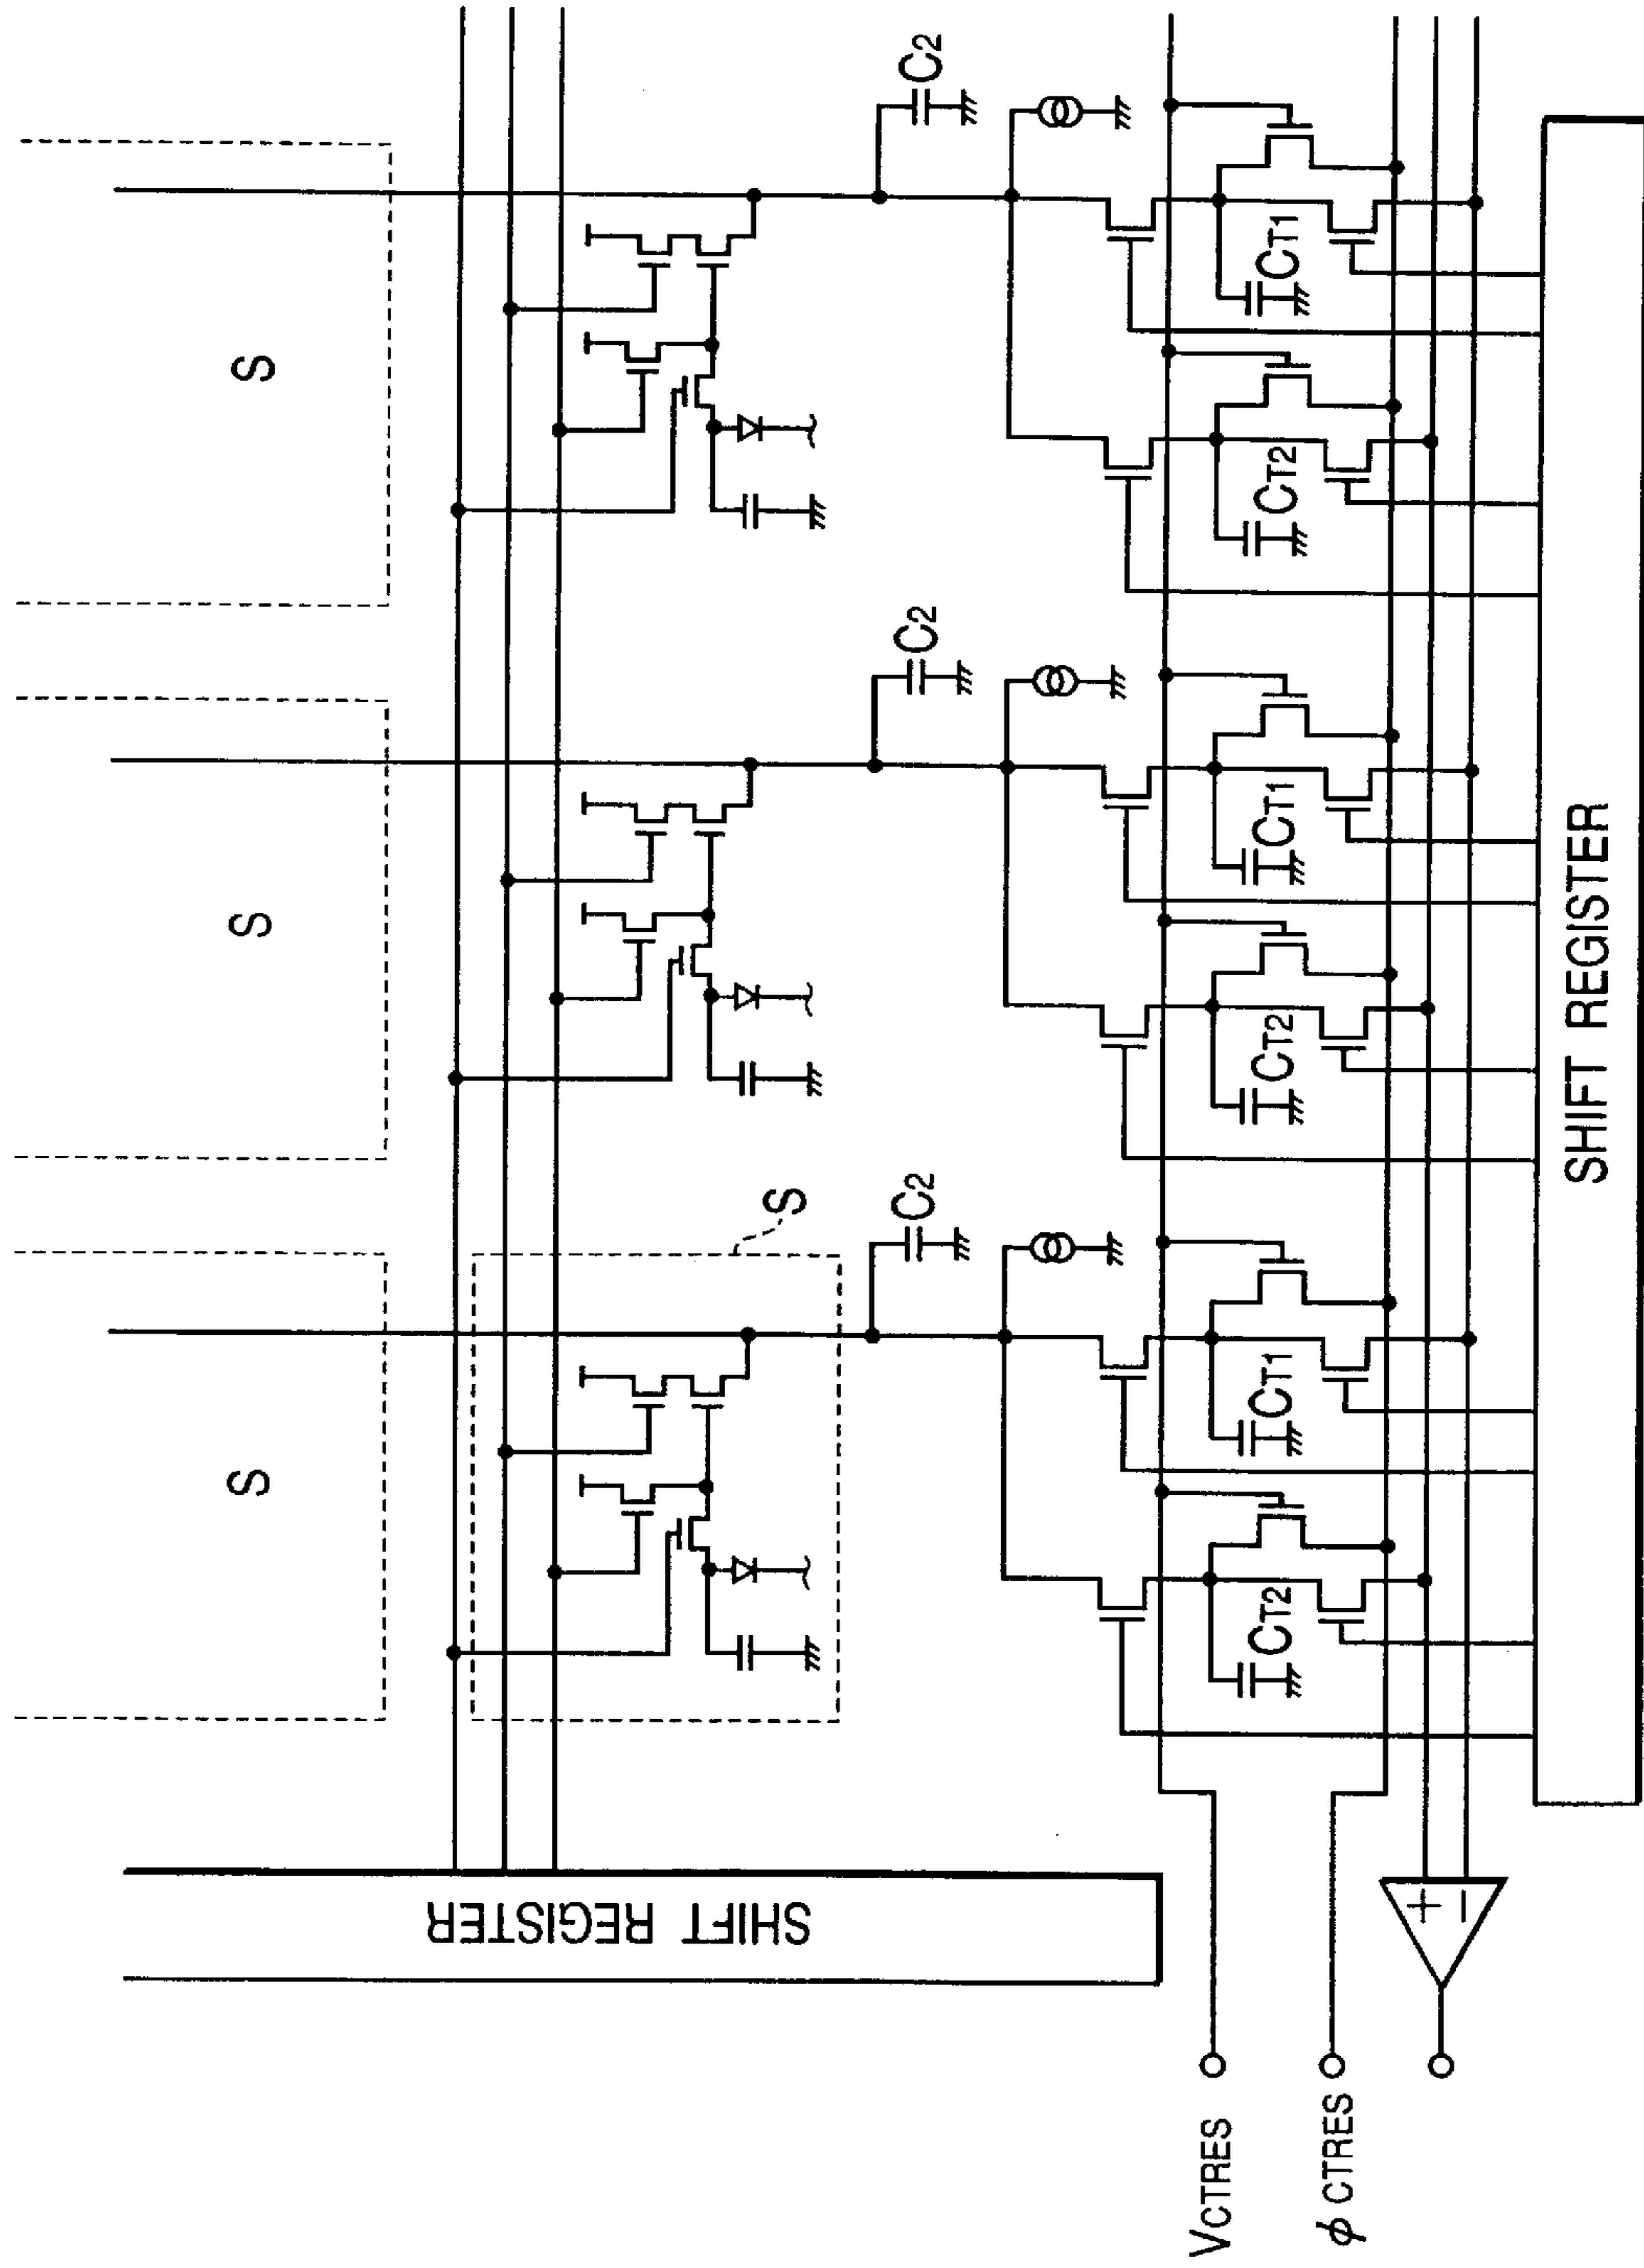 S
S
S
C2
C2
C2
S
CT1
CT2
CT1
CT2
CT1
CT2
SHIFT REGISTER
SHIFT REGISTER
+
−
VCTRES
ϕ CTRES